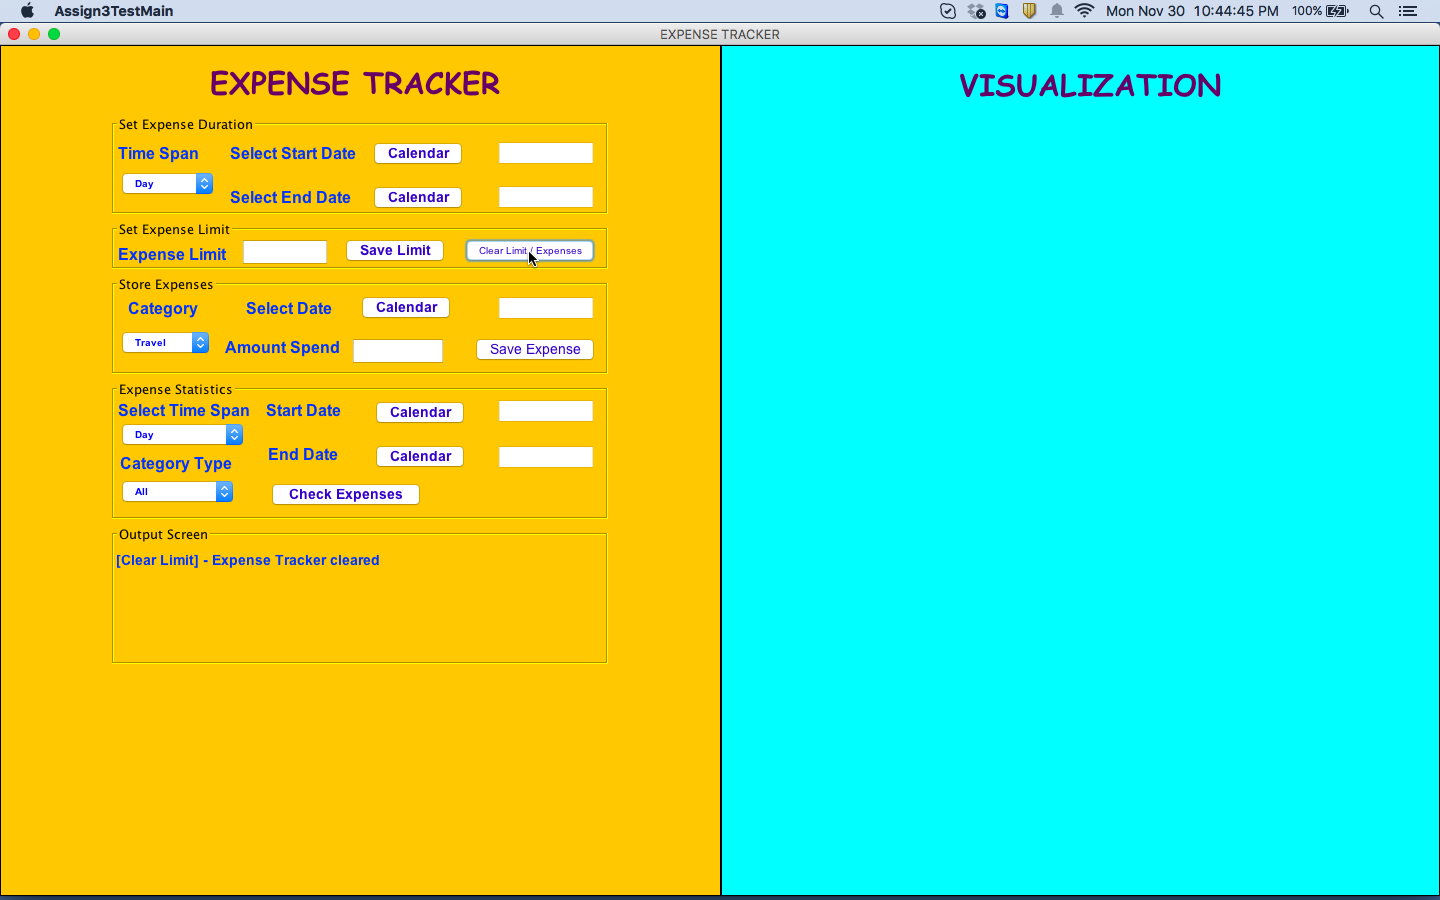 Assign3TestMain
Mon Nov 30 10:44:45 PM 100%
EXPENSE TRACKER
EXPENSE TRACKER
VISUALIZATION
Set Expense Duration
Time Span Select Start Date Calendar
Day
Select End Date Calendar
Set Expense Limit
Expense Limit Save Limit Clear Limit / Expenses
Store Expenses
Category Select Date Calendar
Travel Amount Spend Save Expense
Expense Statistics
Select Time Span Start Date Calendar
Day
End Date Calendar
Category Type
All Check Expenses
Output Screen
[Clear Limit] - Expense Tracker cleared